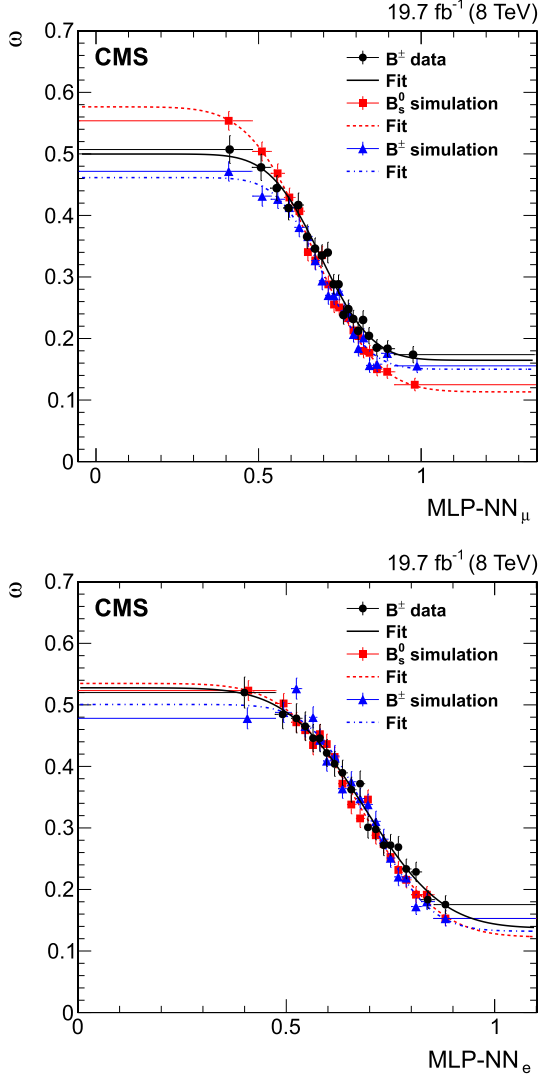 19.7 fb⁻¹ (8 TeV)
ω
0.7
CMS
B± data
Fit
B⁰ₛ simulation
Fit
B± simulation
Fit
0.6
0.5
0.4
0.3
0.2
0.1
0
0 0.5 1
MLP-NN μ
19.7 fb⁻¹ (8 TeV)
ω
0.7
CMS
B± data
Fit
B⁰ₛ simulation
Fit
B± simulation
Fit
0.6
0.5
0.4
0.3
0.2
0.1
0
0.5 1
MLP-NN e